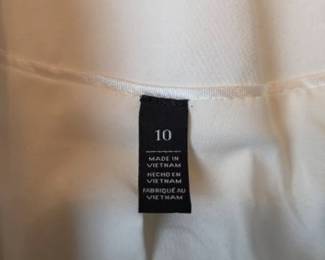 10
MADE IN
VIETNAM
HECHO EN
VIETNAM
FABRIQUÉ AU
VIETNAM